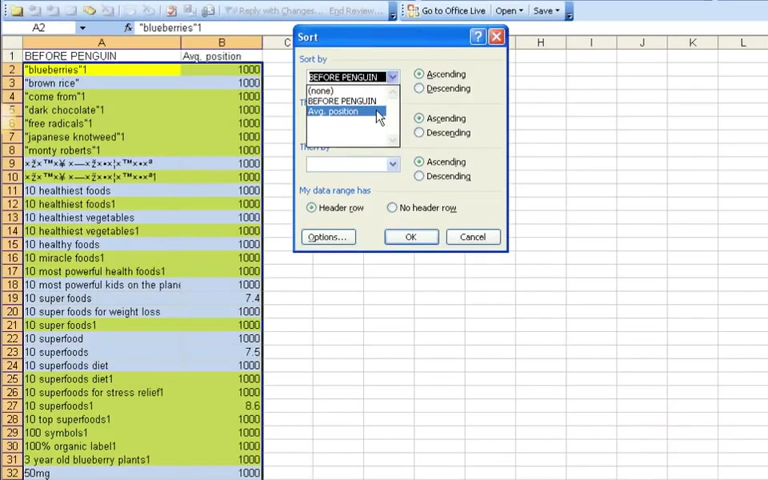 Reply with Changes... End Review...
Go to Office Live Open Save
A2 "blueberries"1
A B C H I J K L
1 BEFORE PENGUIN Avg. position
2 "blueberries"1 1000
3 "brown rice" 1000
4 "come from"1 1000
5 "dark chocolate"1 1000
6 "free radicals"1 1000
7 "japanese knotweed"1 1000
8 "monty roberts"1 1000
9 1000
10 1000
11 10 healthiest foods 1000
12 10 healthiest foods1 1000
13 10 healthiest vegetables 1000
14 10 healthiest vegetables1 1000
15 10 healthy foods 1000
16 10 miracle foods1 1000
17 10 most powerful health foods1 1000
18 10 most powerful kids on the plane 1000
19 10 super foods 7.4
20 10 super foods for weight loss 1000
21 10 super foods1 1000
22 10 superfood 1000
23 10 superfoods 7.5
24 10 superfoods diet 1000
25 10 superfoods diet1 1000
26 10 superfoods for stress relief1 1000
27 10 superfoods1 8.6
28 10 top superfoods1 1000
29 100 symbols1 1000
30 100% organic label1 1000
31 3 year old blueberry plants1 1000
32 50mg 1000
Sort
Sort by
BEFORE PENGUIN Ascending
Descending
(none)
BEFORE PENGUIN
Avg. position
Ascending
Descending
Then by
Ascending
Descending
My data range has
Header row No header row
Options... OK Cancel